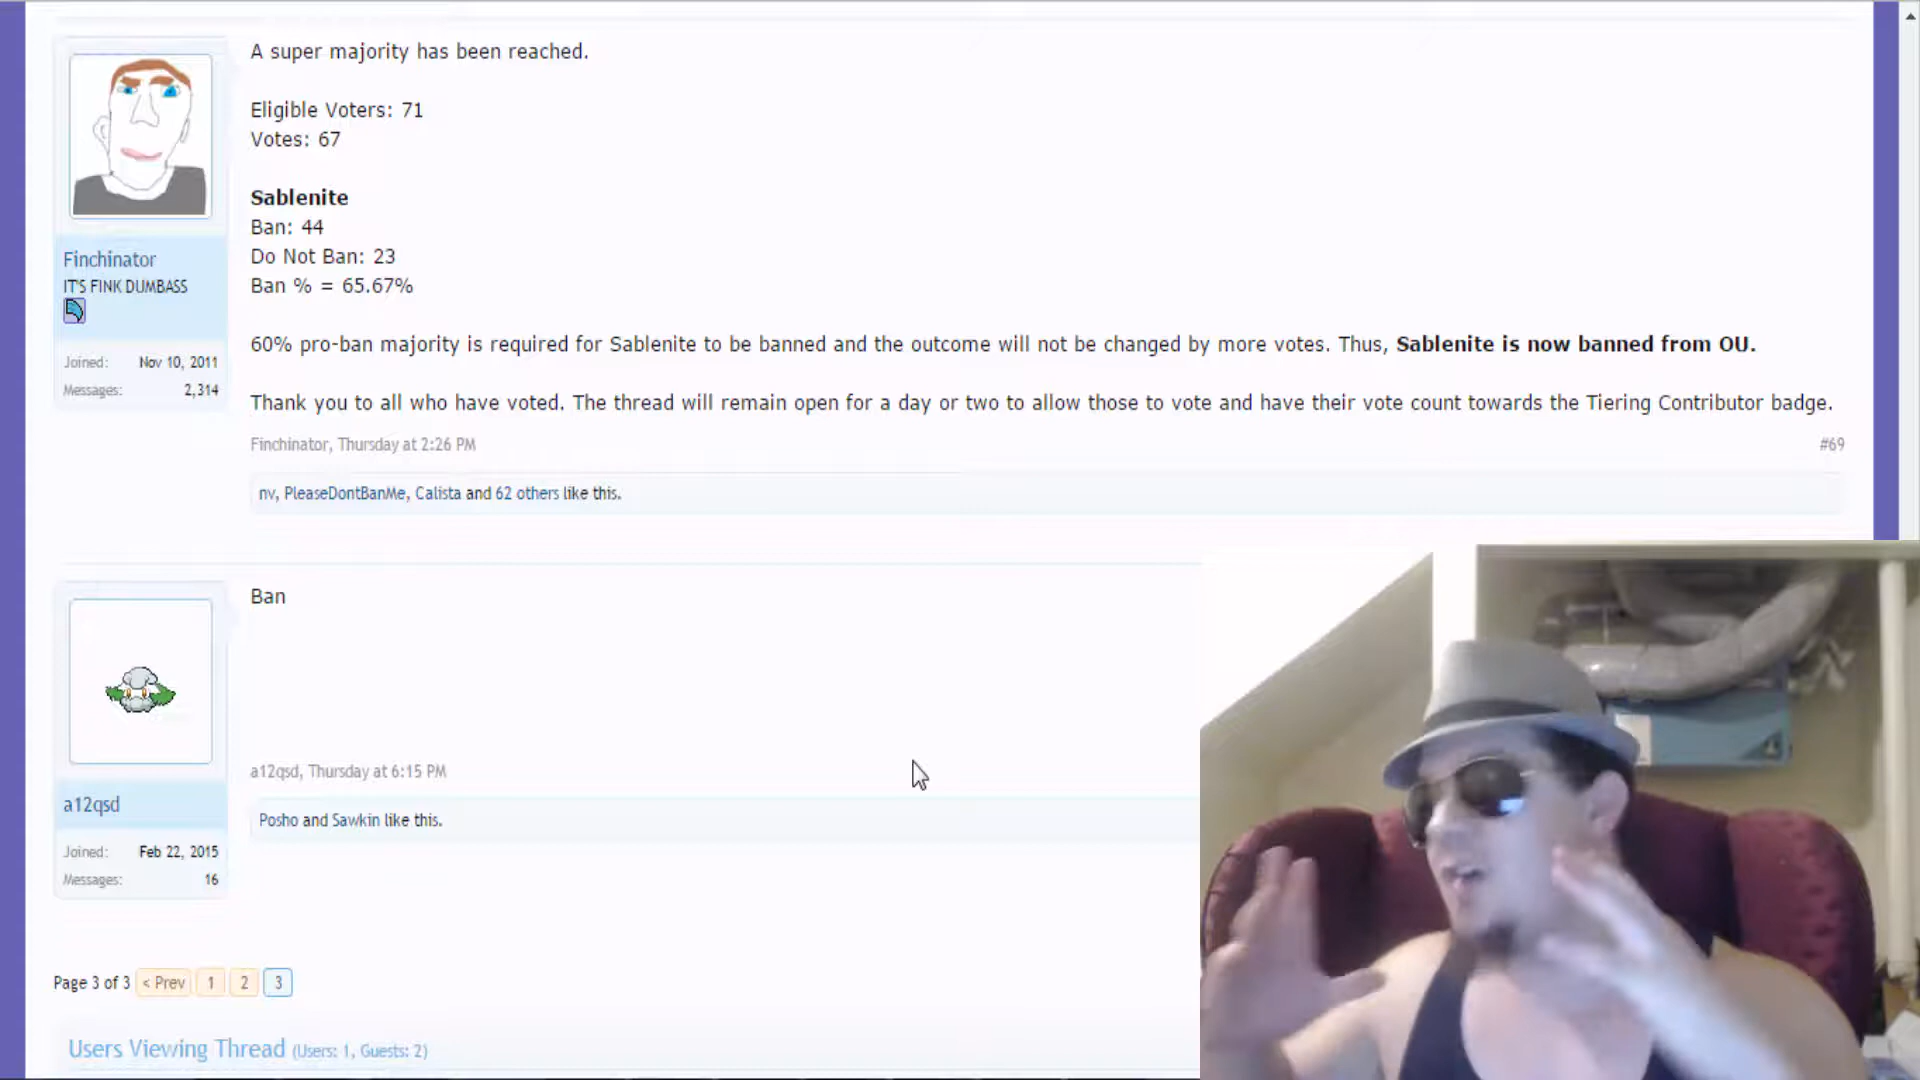 A super majority has been reached.
Eligible Voters: 71
Votes: 67
Sablenite
Ban: 44
Do Not Ban: 23
Ban % = 65.67%
60% pro-ban majority is required for Sablenite to be banned and the outcome will not be changed by more votes. Thus, Sablenite is now banned from OU.
Thank you to all who have voted. The thread will remain open for a day or two to allow those to vote and have their vote count towards the Tiering Contributor badge.
Finchinator, Thursday at 2:26 PM
#69
nv, PleaseDontBanMe, Calista and 62 others like this.
Finchinator
IT'S FINK DUMBASS
Joined: Nov 10, 2011
Messages: 2,314
Ban
a12qsd, Thursday at 6:15 PM
Posho and Sawkin like this.
a12qsd
Joined: Feb 22, 2015
Messages: 16
Page 3 of 3 < Prev 1 2 3
Users Viewing Thread (Users: 1, Guests: 2)